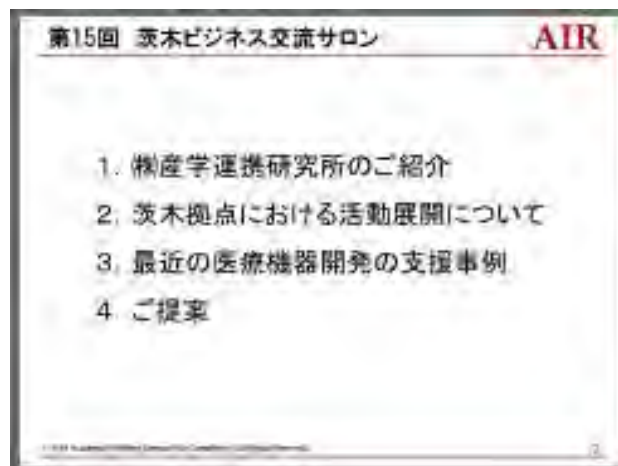 第15回 茨木ビジネス交流サロン
AIR
1. ㈱産学連携研究所のご紹介
2. 茨木拠点における活動展開について
3. 最近の医療機器開発の支援事例
4 ご提案
2